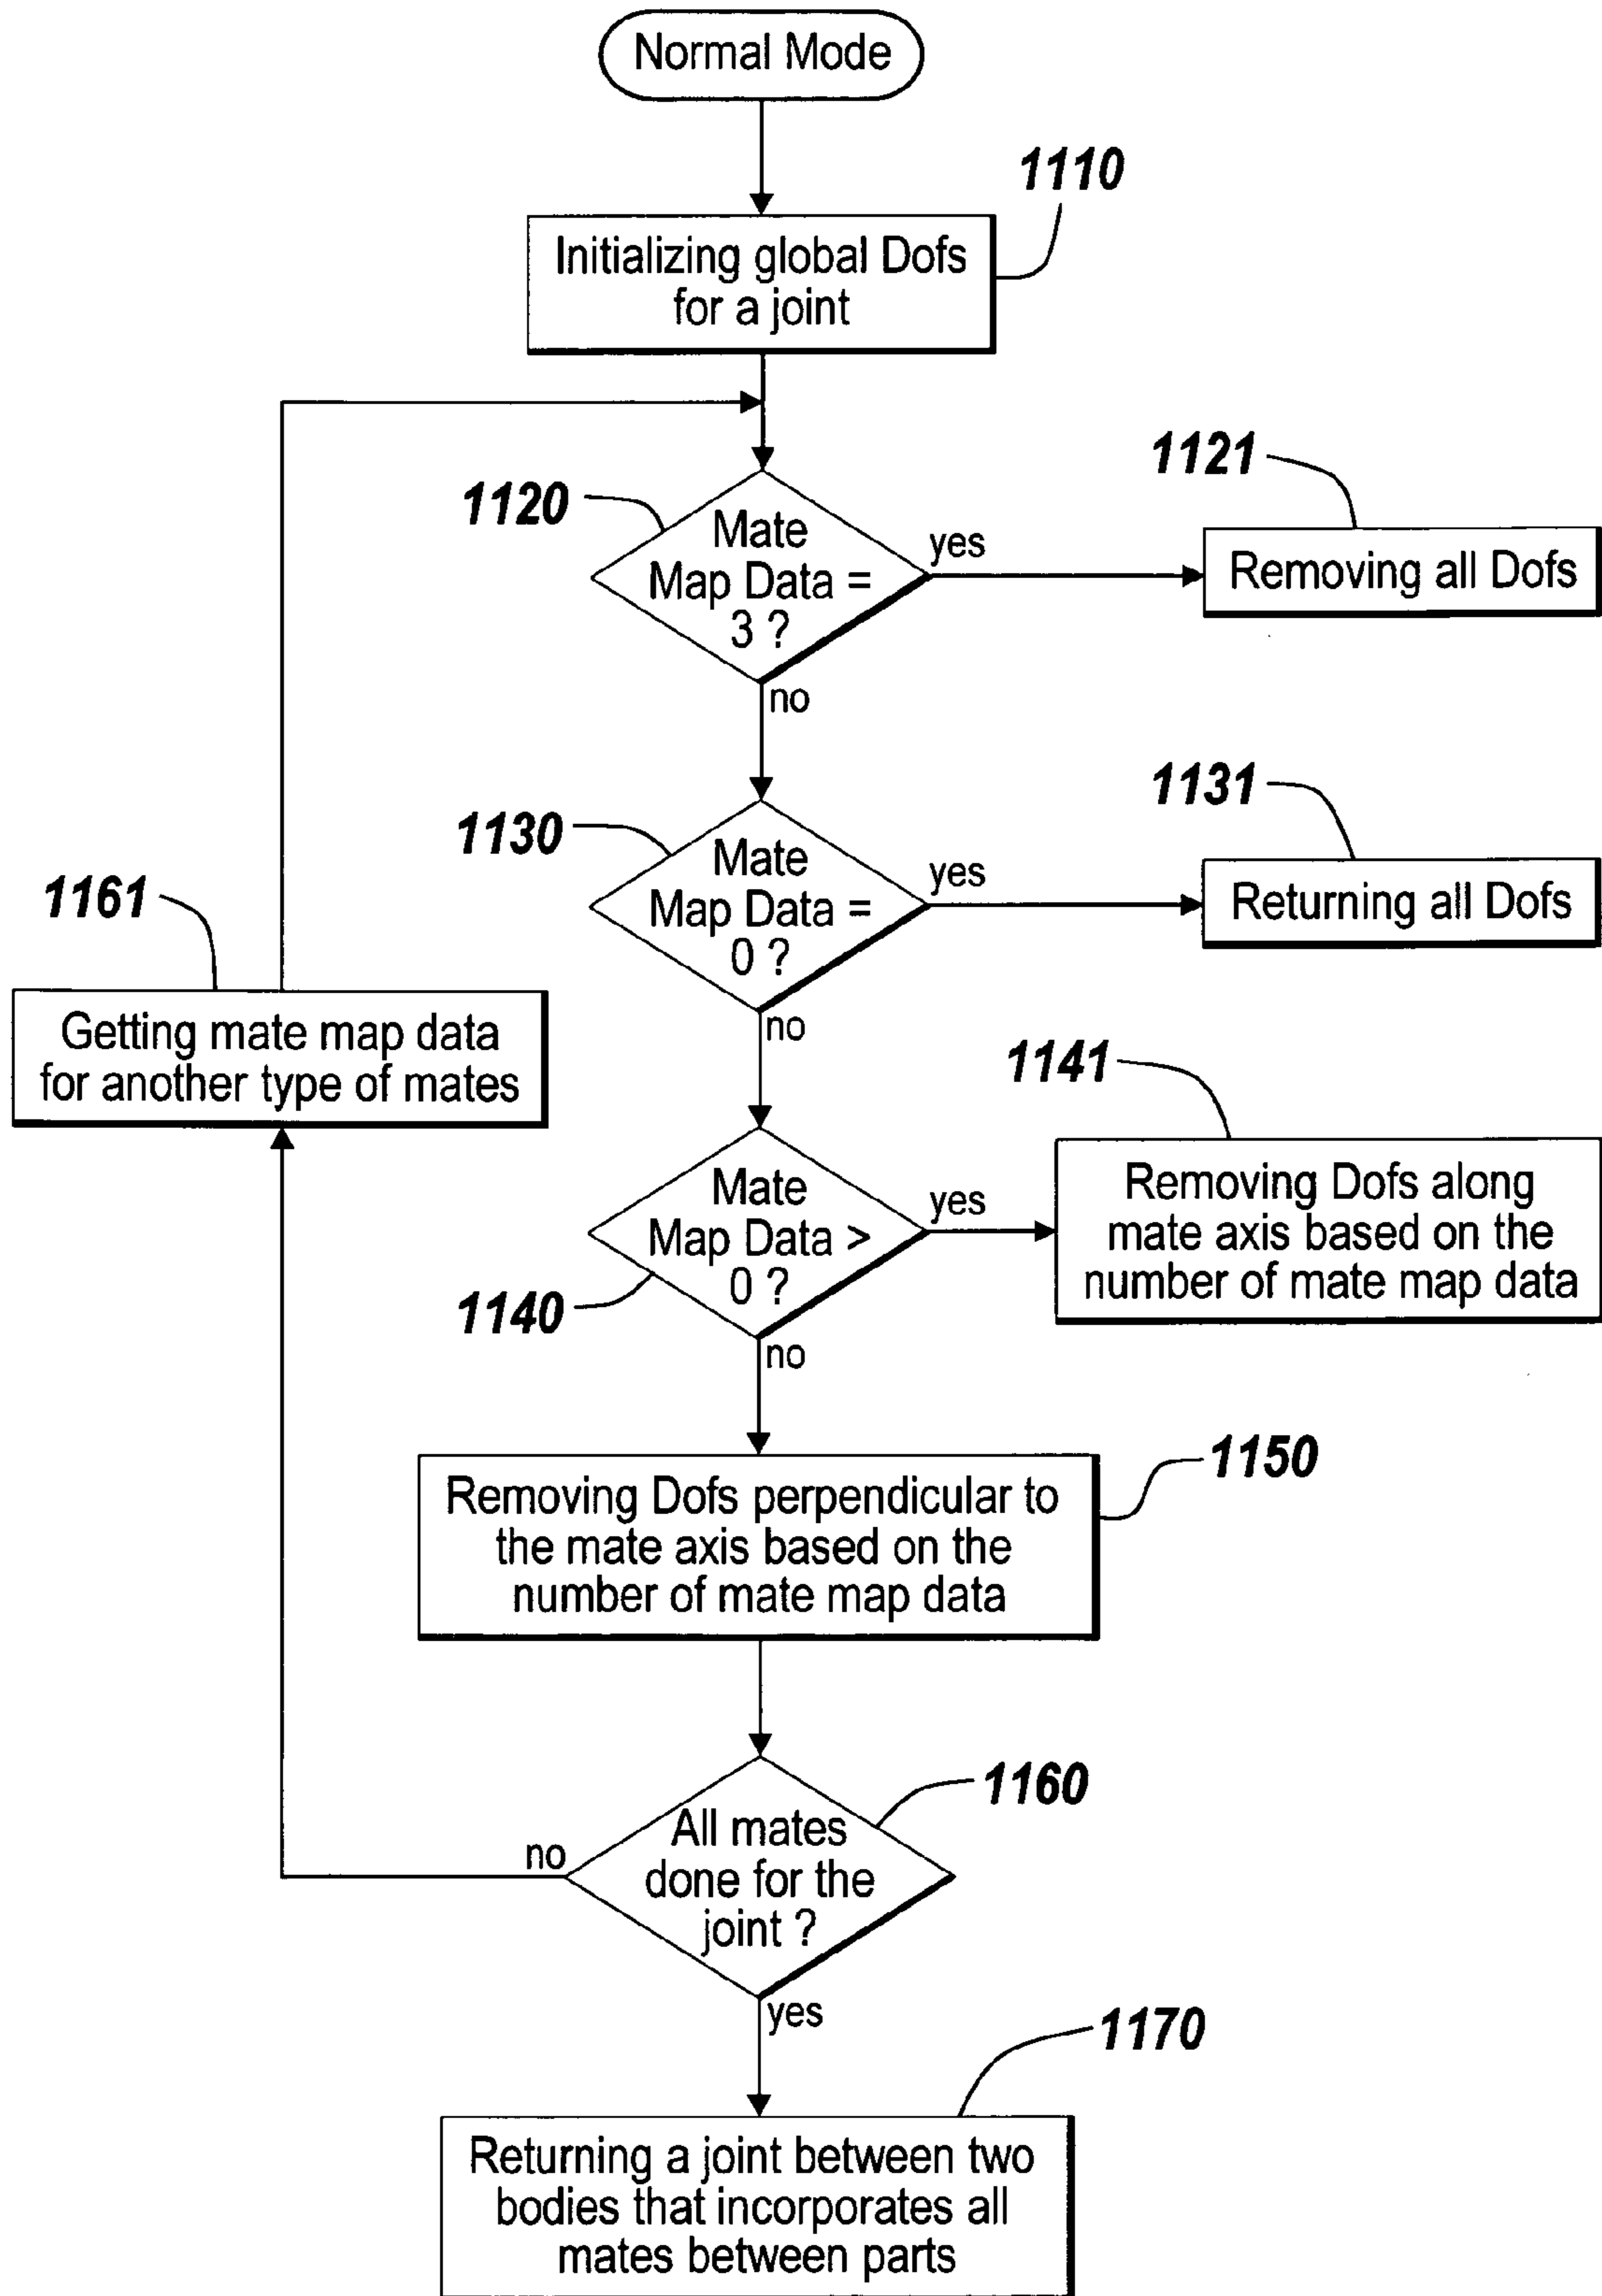 Normal Mode
1110
Initializing global Dofs
for a joint
1121
1120
Mate
Map Data =
3 ?
yes
Removing all Dofs
no
1131
1130
Mate
Map Data =
0 ?
yes
Returning all Dofs
1161
no
Getting mate map data
for another type of mates
1141
Mate
Map Data >
0 ?
yes
Removing Dofs along
mate axis based on the
number of mate map data
1140
no
1150
Removing Dofs perpendicular to
the mate axis based on the
number of mate map data
1160
All mates
done for the
joint ?
no
yes
1170
Returning a joint between two
bodies that incorporates all
mates between parts